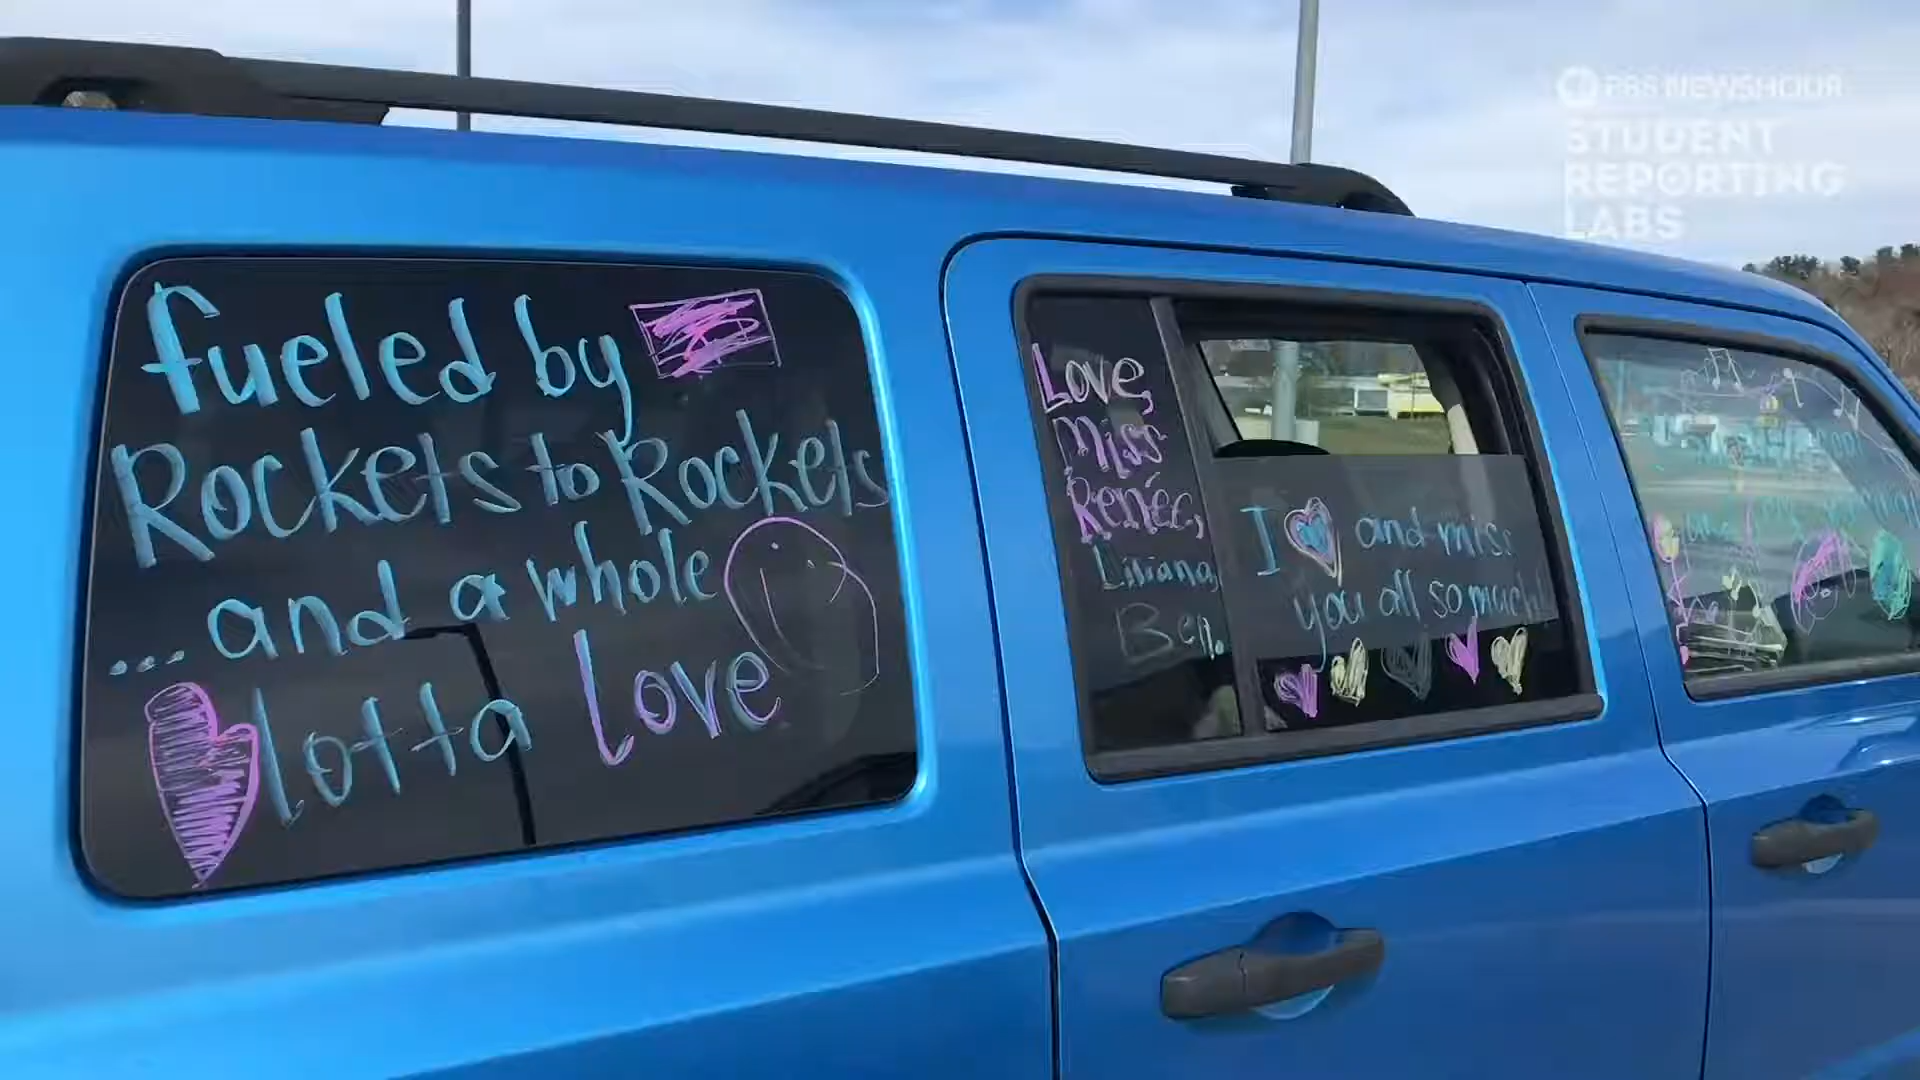 PBS NEWSHOUR
STUDENT
REPORTING
LABS
fueled by
Rockets to Rockets
... and a whole
lotta Love
Love,
Miss
Renée,
Liliana,
Ben.
I and miss
you all so much!